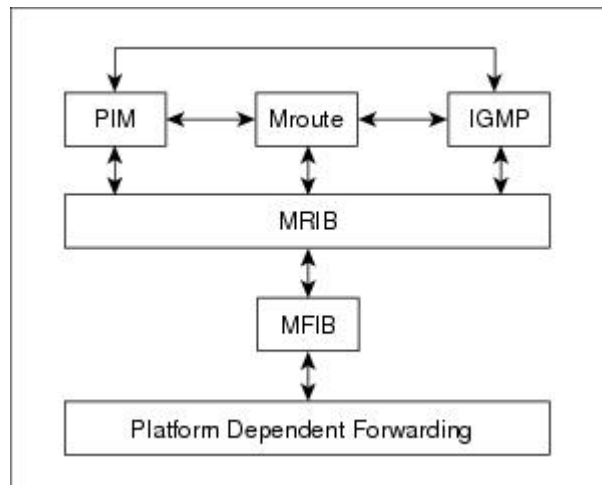 PIM
Mroute
IGMP
MRIB
MFIB
Platform Dependent Forwarding